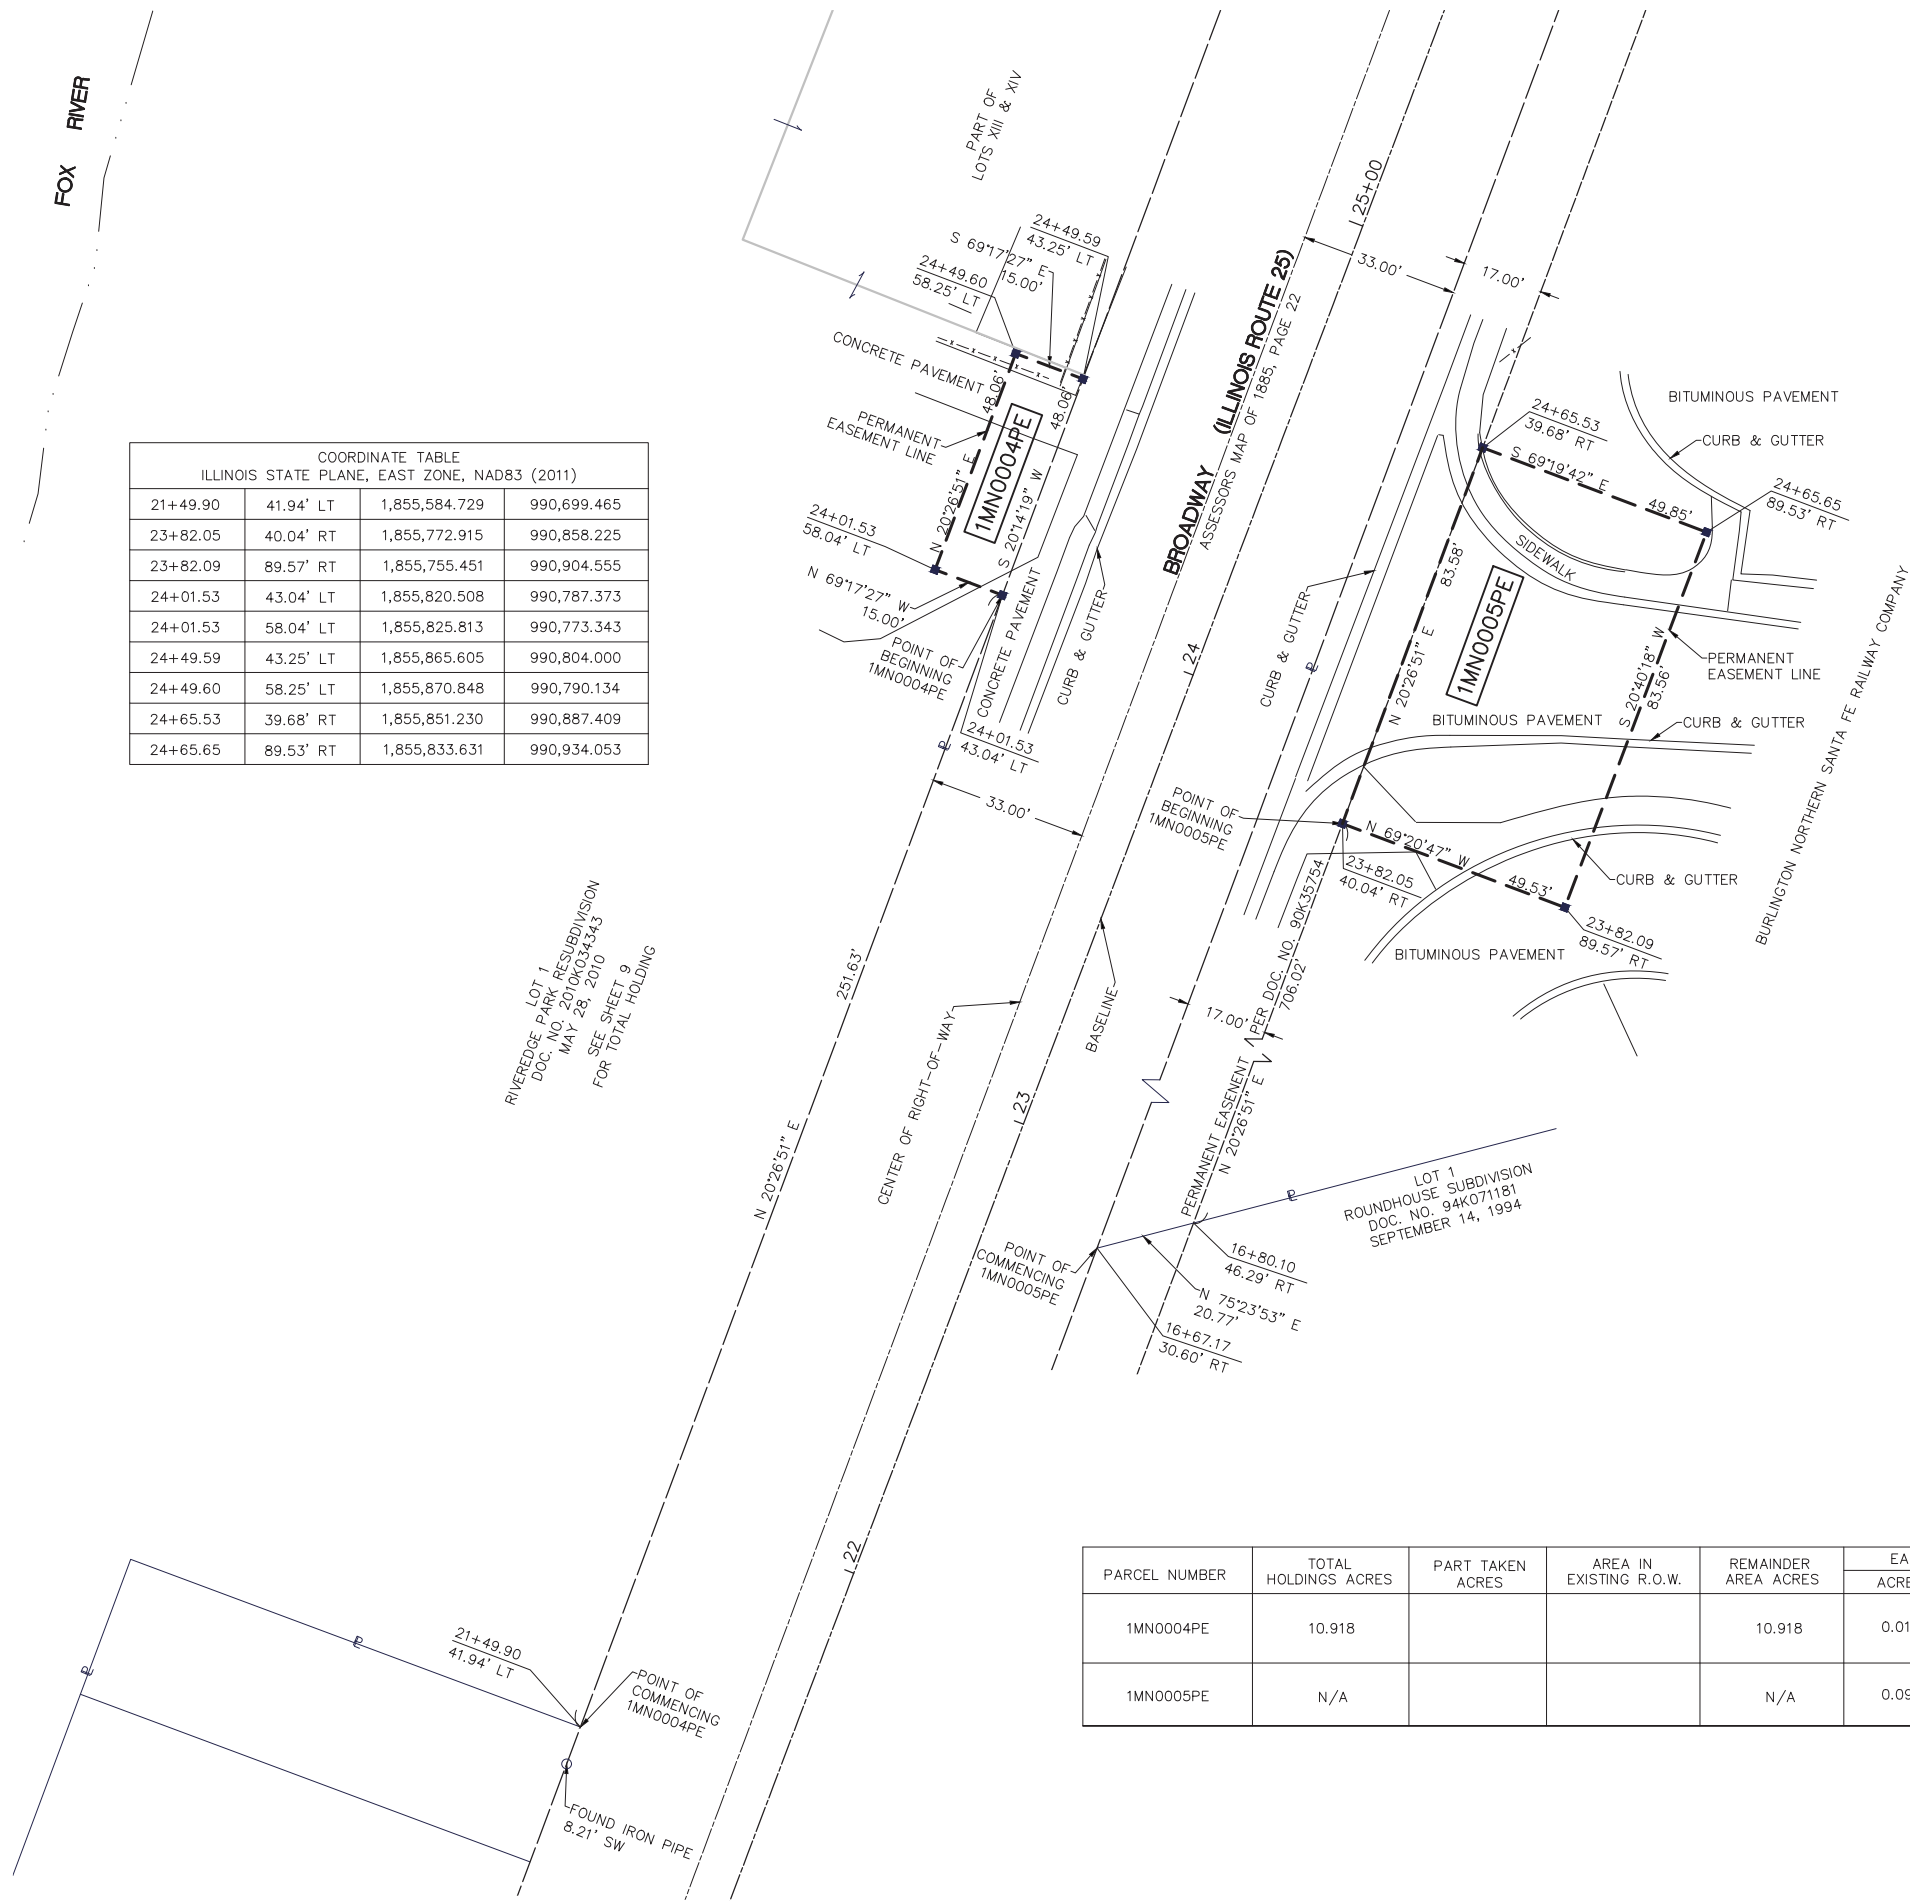 FOX RIVER
PART OF
LOTS XIII & XIV
24+49.59
43.25' LT
S 69°17'27" E
15.00'
24+49.60
58.25' LT
CONCRETE PAVEMENT
48.06'
48.06'
PERMANENT
EASEMENT LINE
1MN0004PE
N 20°26'51" E
S 20°14'19" W
24+01.53
58.04' LT
N 69°17'27" W
15.00'
POINT OF
BEGINNING
1MN0004PE
CONCRETE PAVEMENT
24+01.53
43.04' LT
CURB & GUTTER
BROADWAY (ILLINOIS ROUTE 25)
ASSESSORS MAP OF 1885, PAGE 22
25+00
33.00'
17.00'
24
CURB & GUTTER
BITUMINOUS PAVEMENT
CURB & GUTTER
24+65.53
39.68' RT
S 69°19'42" E
49.85'
24+65.65
89.53' RT
SIDEWALK
83.58'
N 20°26'51" E
1MN0005PE
S 20°40'18" W
83.56'
PERMANENT
EASEMENT LINE
BITUMINOUS PAVEMENT
CURB & GUTTER
BURLINGTON NORTHERN SANTA FE RAILWAY COMPANY
COORDINATE TABLE
ILLINOIS STATE PLANE, EAST ZONE, NAD83 (2011)
21+49.90 41.94' LT 1,855,584.729 990,699.465
23+82.05 40.04' RT 1,855,772.915 990,858.225
23+82.09 89.57' RT 1,855,755.451 990,904.555
24+01.53 43.04' LT 1,855,820.508 990,787.373
24+01.53 58.04' LT 1,855,825.813 990,773.343
24+49.59 43.25' LT 1,855,865.605 990,804.000
24+49.60 58.25' LT 1,855,870.848 990,790.134
24+65.53 39.68' RT 1,855,851.230 990,887.409
24+65.65 89.53' RT 1,855,833.631 990,934.053
33.00'
POINT OF
BEGINNING
1MN0005PE
N 69°20'47" W
49.53'
23+82.05
40.04' RT
CURB & GUTTER
23+82.09
89.57' RT
BITUMINOUS PAVEMENT
LOT 1
RIVEREDGE PARK RESUBDIVISION
DOC. NO. 2010K034343
MAY 28, 2010
SEE SHEET 9
FOR TOTAL HOLDING
251.63'
N 20°26'51" E
CENTER OF RIGHT-OF-WAY
BASELINE
23
17.00'
PERMANENT EASENENT PER DOC. NO. 90K35754
706.02'
N 20°26'51" E
LOT 1
ROUNDHOUSE SUBDIVISION
DOC. NO. 94K071181
SEPTEMBER 14, 1994
POINT OF
COMMENCING
1MN0005PE
16+80.10
46.29' RT
N 75°23'53" E
20.77'
16+67.17
30.60' RT
22
21+49.90
41.94' LT
POINT OF
COMMENCING
1MN0004PE
FOUND IRON PIPE
8.21' SW
PARCEL NUMBER TOTAL HOLDINGS ACRES PART TAKEN ACRES AREA IN EXISTING R.O.W. REMAINDER AREA ACRES EA
ACRE
1MN0004PE 10.918 10.918 0.01
1MN0005PE N/A N/A 0.09